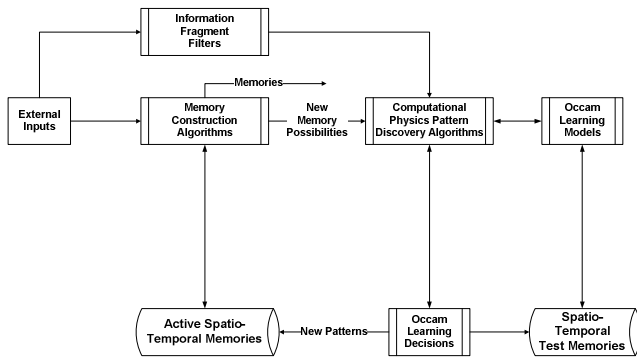 Information
Fragment
Filters
Memories
External
Inputs
Memory
Construction
Algorithms
New
Memory
Possibilities
Computational
Physics Pattern
Discovery Algorithms
Occam
Learning
Models
Active Spatio-
Temporal Memories
New Patterns
Occam
Learning
Decisions
Spatio-
Temporal
Test Memories